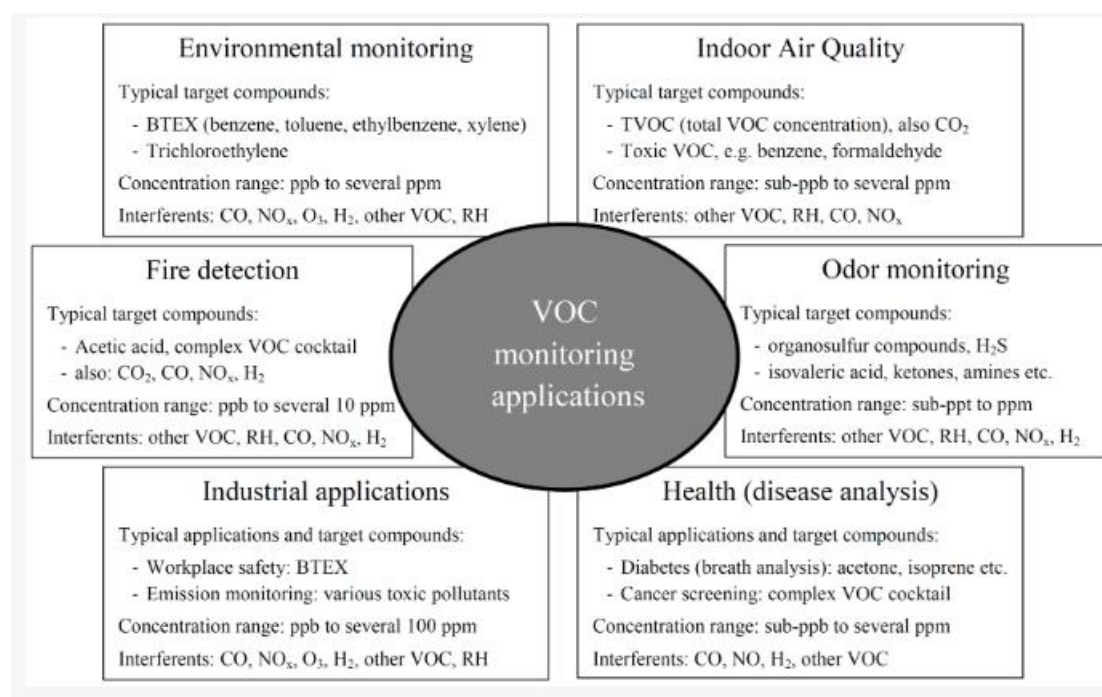 Environmental monitoring
Typical target compounds:
- BTEX (benzene, toluene, ethylbenzene, xylene)
- Trichloroethylene
Concentration range: ppb to several ppm
Interferents: CO, NOₓ, O₃, H₂, other VOC, RH
Indoor Air Quality
Typical target compounds:
- TVOC (total VOC concentration), also CO₂
- Toxic VOC, e.g. benzene, formaldehyde
Concentration range: sub-ppb to several ppm
Interferents: other VOC, RH, CO, NOₓ
Fire detection
Typical target compounds:
- Acetic acid, complex VOC cocktail
- also: CO₂, CO, NOₓ, H₂
Concentration range: ppb to several 10 ppm
Interferents: other VOC, RH, CO, NOₓ, H₂
VOC
monitoring
applications
Odor monitoring
Typical target compounds:
- organosulfur compounds, H₂S
- isovaleric acid, ketones, amines etc.
Concentration range: sub-ppt to ppm
Interferents: other VOC, RH, CO, NOₓ, H₂
Industrial applications
Typical applications and target compounds:
- Workplace safety: BTEX
- Emission monitoring: various toxic pollutants
Concentration range: ppb to several 100 ppm
Interferents: CO, NOₓ, O₃, H₂, other VOC, RH
Health (disease analysis)
Typical applications and target compounds:
- Diabetes (breath analysis): acetone, isoprene etc.
- Cancer screening: complex VOC cocktail
Concentration range: sub-ppb to several ppm
Interferents: CO, NO, H₂, other VOC